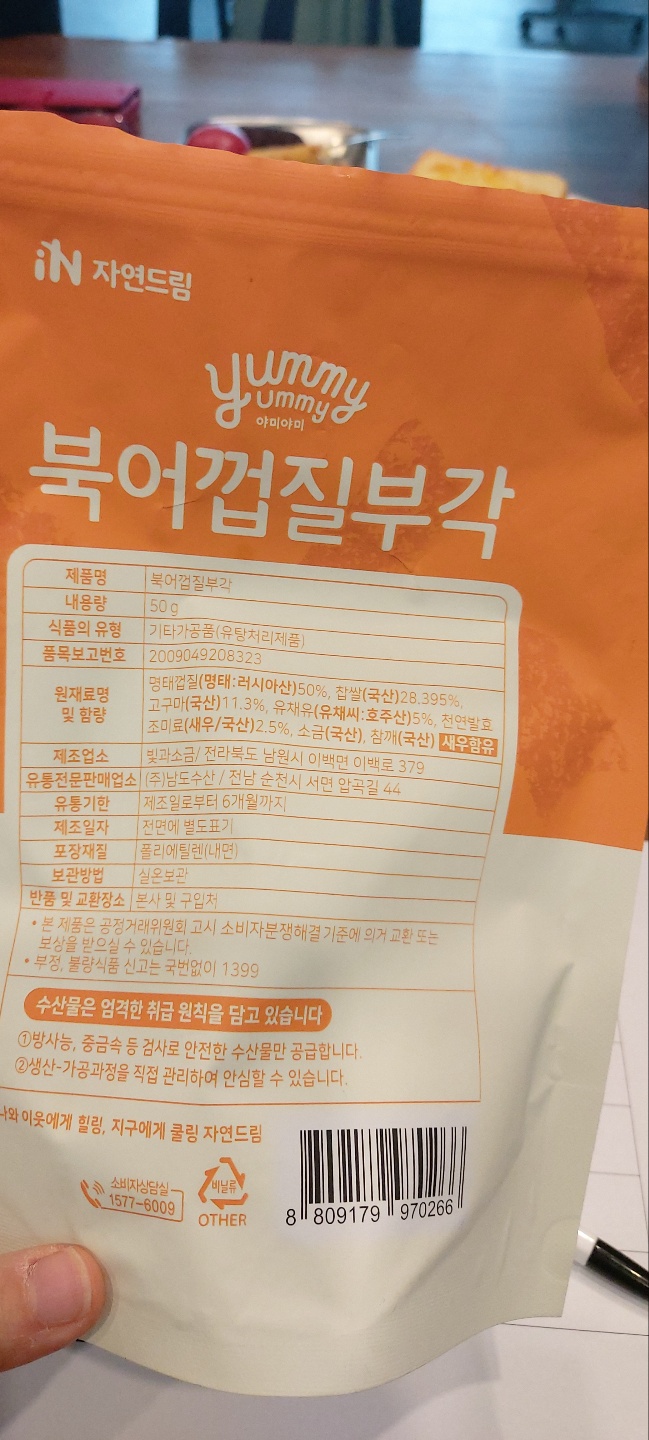 iN 자연드림
yummy
ummy
야미야미
북어껍질부각
제품명 북어껍질부각
내용량 50 g
식품의 유형 기타가공품(유탕처리제품)
품목보고번호 2009049208323
원재료명 및 함량 명태껍질(명태:러시아산)50%, 찹쌀(국산)28.395%,
고구마(국산)11.3%, 유채유(유채씨:호주산)5%, 천연발효
조미료(새우/국산)2.5%, 소금(국산), 참깨(국산) 새우함유
제조업소 빛과소금/ 전라북도 남원시 이백면 이백로 379
유통전문판매업소 (주)남도수산 / 전남 순천시 서면 압곡길 44
유통기한 제조일로부터 6개월까지
제조일자 전면에 별도표기
포장재질 폴리에틸렌(내면)
보관방법 실온보관
반품 및 교환장소 본사 및 구입처
• 본 제품은 공정거래위원회 고시 소비자분쟁해결기준에 의거 교환 또는
보상을 받으실 수 있습니다.
• 부정, 불량식품 신고는 국번없이 1399
수산물은 엄격한 취급 원칙을 담고 있습니다
①방사능, 중금속 등 검사로 안전한 수산물만 공급합니다.
②생산-가공과정을 직접 관리하여 안심할 수 있습니다.
나와 이웃에게 힐링, 지구에게 쿨링 자연드림
소비자상담실
1577-6009
비닐류
OTHER
8 809179 970266